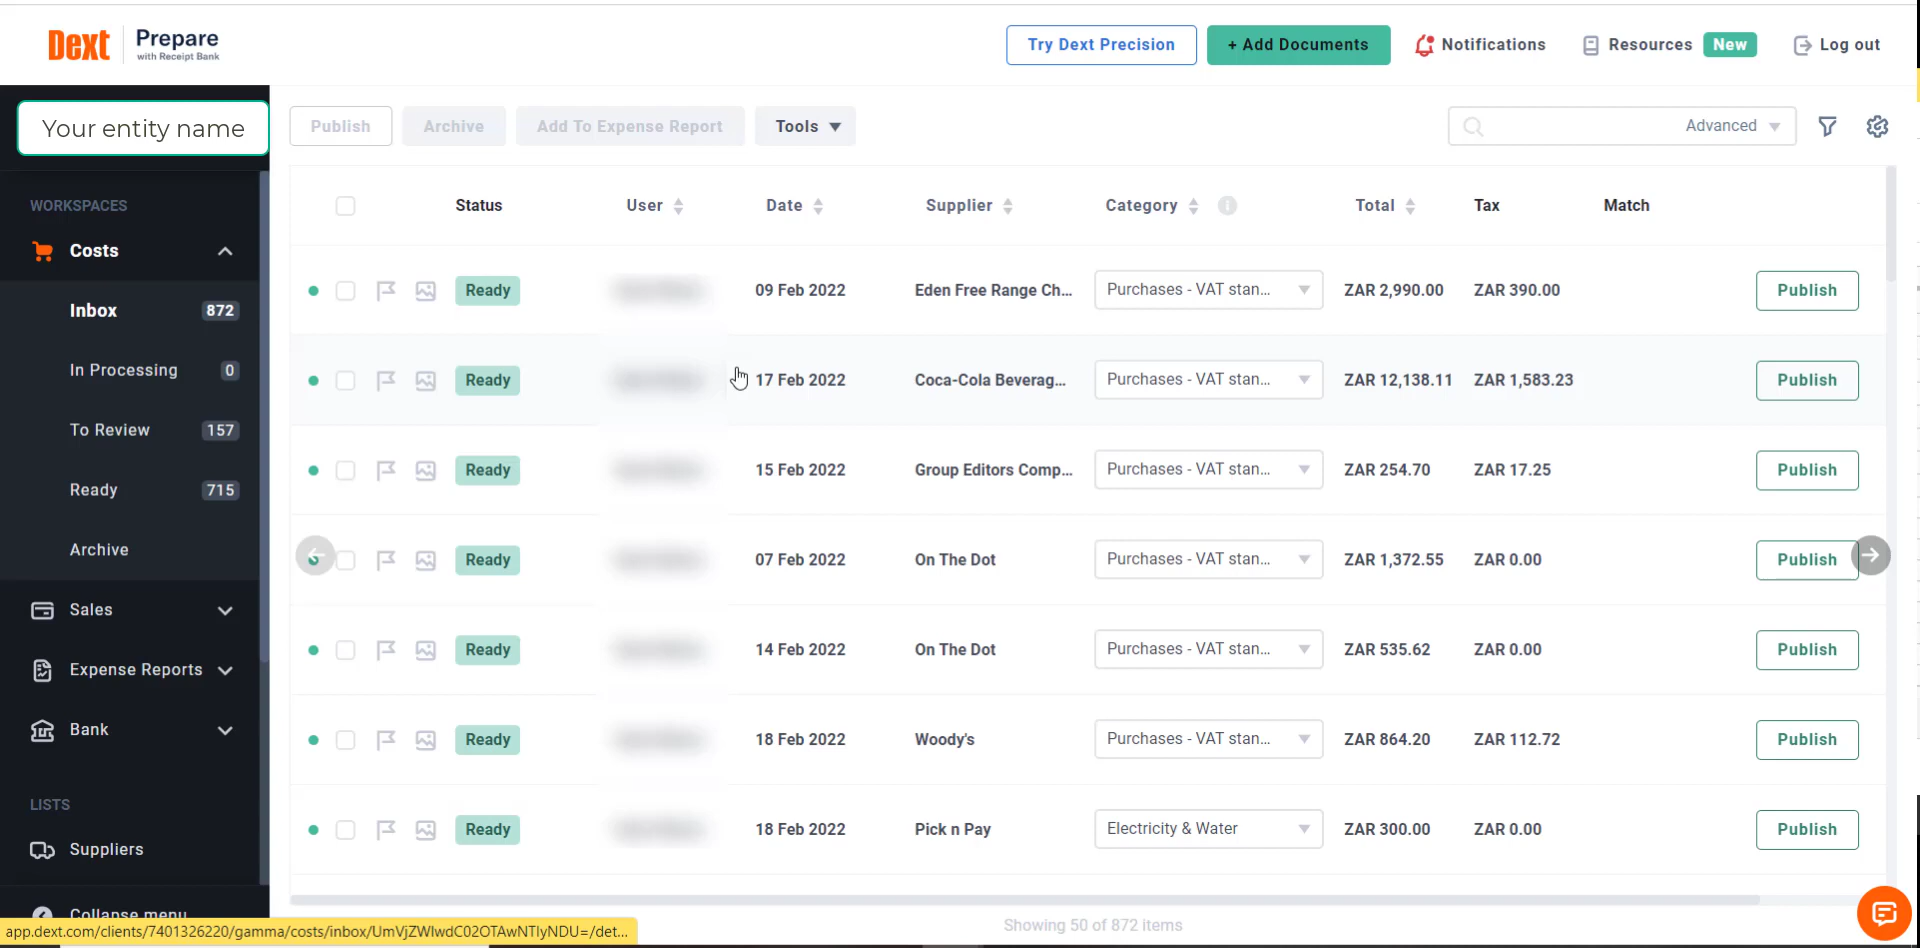 Dext Prepare
with Receipt Bank
Try Dext Precision
+ Add Documents
Notifications
Resources New
Log out
Your entity name
Publish
Archive
Add To Expense Report
Tools
Advanced
WORKSPACES
Costs
Inbox 872
In Processing 0
To Review 157
Ready 715
Archive
Sales
Expense Reports
Bank
LISTS
Suppliers
Collapse menu
Status User Date Supplier Category Total Tax Match
Ready 09 Feb 2022 Eden Free Range Ch... Purchases - VAT stan... ZAR 2,990.00 ZAR 390.00 Publish
Ready 17 Feb 2022 Coca-Cola Beverag... Purchases - VAT stan... ZAR 12,138.11 ZAR 1,583.23 Publish
Ready 15 Feb 2022 Group Editors Comp... Purchases - VAT stan... ZAR 254.70 ZAR 17.25 Publish
Ready 07 Feb 2022 On The Dot Purchases - VAT stan... ZAR 1,372.55 ZAR 0.00 Publish
Ready 14 Feb 2022 On The Dot Purchases - VAT stan... ZAR 535.62 ZAR 0.00 Publish
Ready 18 Feb 2022 Woody's Purchases - VAT stan... ZAR 864.20 ZAR 112.72 Publish
Ready 18 Feb 2022 Pick n Pay Electricity & Water ZAR 300.00 ZAR 0.00 Publish
Showing 50 of 872 items
app.dext.com/clients/7401326220/gamma/costs/inbox/UmVjZWlwdC02OTAwNTIyNDU=/det...